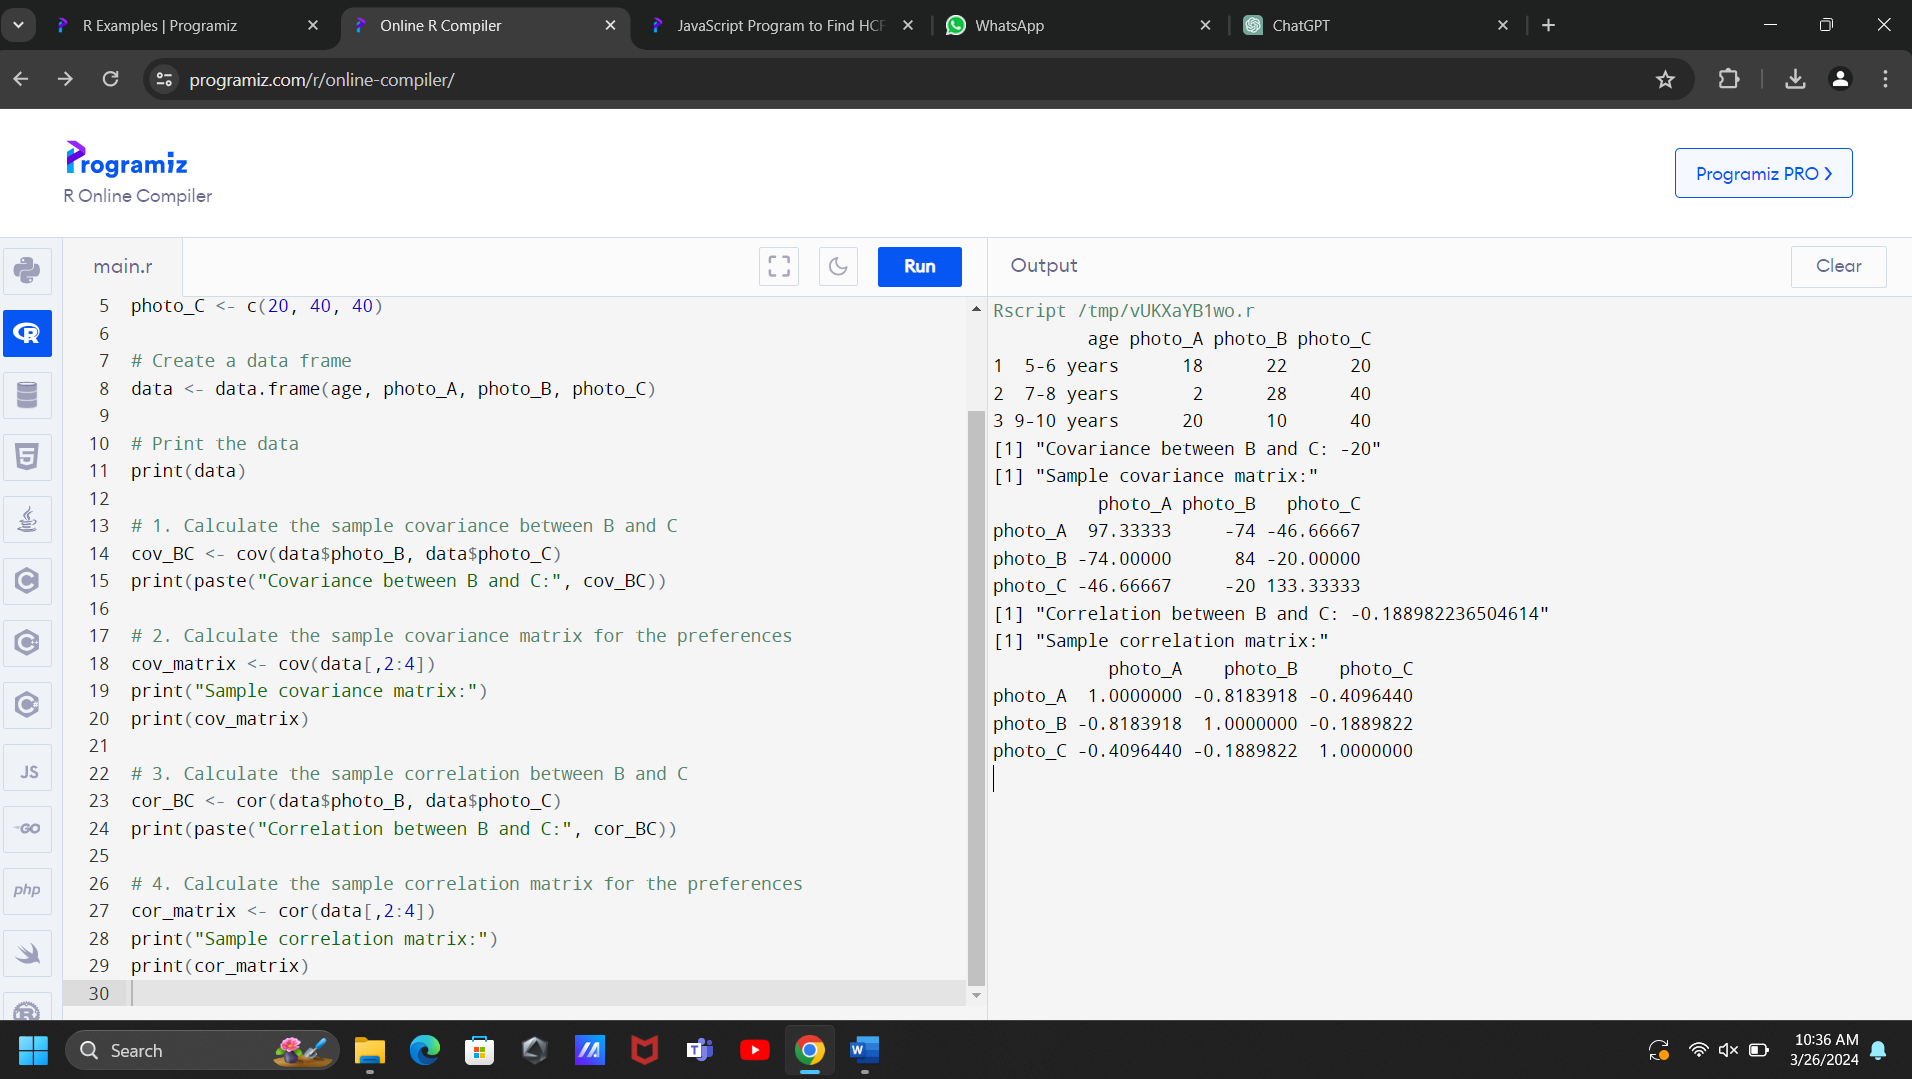 R Examples | Programiz
Online R Compiler
JavaScript Program to Find HCF
WhatsApp
ChatGPT
programiz.com/r/online-compiler/
Programiz
R Online Compiler
Programiz PRO
main.r
Run
Output
Clear
5 photo_C <- c(20, 40, 40)
6
7 # Create a data frame
8 data <- data.frame(age, photo_A, photo_B, photo_C)
9
10 # Print the data
11 print(data)
12
13 # 1. Calculate the sample covariance between B and C
14 cov_BC <- cov(data$photo_B, data$photo_C)
15 print(paste("Covariance between B and C:", cov_BC))
16
17 # 2. Calculate the sample covariance matrix for the preferences
18 cov_matrix <- cov(data[,2:4])
19 print("Sample covariance matrix:")
20 print(cov_matrix)
21
22 # 3. Calculate the sample correlation between B and C
23 cor_BC <- cor(data$photo_B, data$photo_C)
24 print(paste("Correlation between B and C:", cor_BC))
25
26 # 4. Calculate the sample correlation matrix for the preferences
27 cor_matrix <- cor(data[,2:4])
28 print("Sample correlation matrix:")
29 print(cor_matrix)
30
Rscript /tmp/vUKXaYB1wo.r
age photo_A photo_B photo_C
1 5-6 years 18 22 20
2 7-8 years 2 28 40
3 9-10 years 20 10 40
[1] "Covariance between B and C: -20"
[1] "Sample covariance matrix:"
photo_A photo_B photo_C
photo_A 97.33333 -74 -46.66667
photo_B -74.00000 84 -20.00000
photo_C -46.66667 -20 133.33333
[1] "Correlation between B and C: -0.188982236504614"
[1] "Sample correlation matrix:"
photo_A photo_B photo_C
photo_A 1.0000000 -0.8183918 -0.4096440
photo_B -0.8183918 1.0000000 -0.1889822
photo_C -0.4096440 -0.1889822 1.0000000
JS
GO
php
Search
10:36 AM
3/26/2024